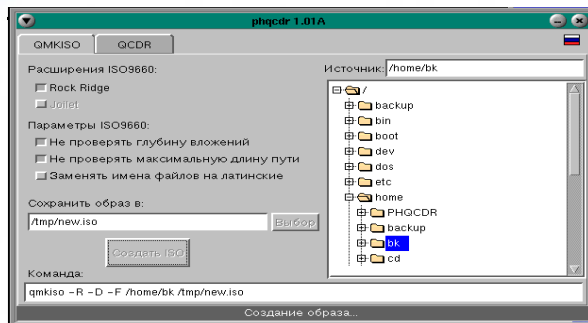 phqcdr 1.01A
QMKISO
QCDR
Расширения ISO9660:
Rock Ridge
Joilet
Параметры ISO9660:
Не проверять глубину вложений
Не проверять максимальную длину пути
Заменять имена файлов на латинские
Сохранить образ в:
/tmp/new.iso
Выбор
Создать ISO
Источник: /home/bk
/
backup
bin
boot
dev
dos
etc
home
PHQCDR
backup
bk
cd
Команда:
qmkiso -R -D -F /home/bk /tmp/new.iso
Создание образа...